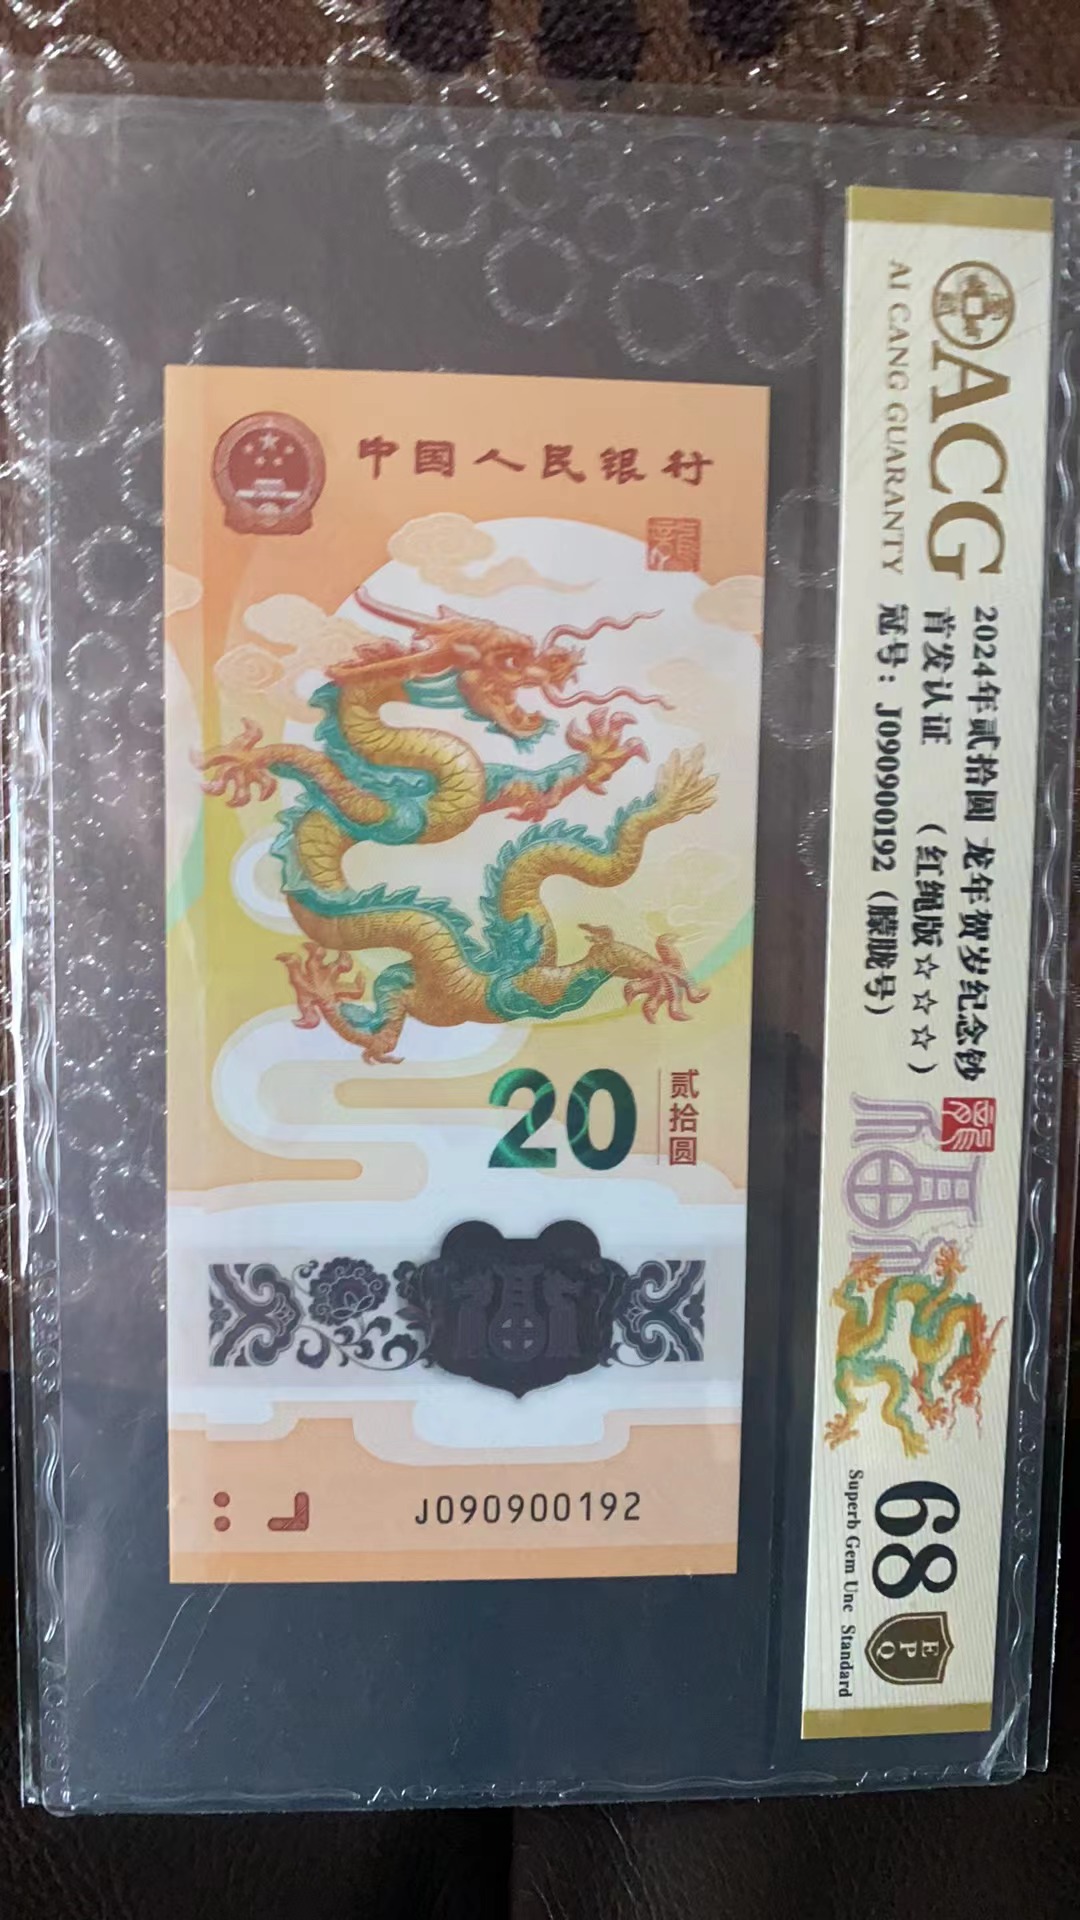 中国人民银行
龍
20
贰拾圆
福
J090900192
ACG
AI CANG GUARANTY
2024年贰拾圆 龙年贺岁纪念钞
首发认证 (红绳版☆☆☆)
冠号: J090900192 (朦胧号)
68
EPQ
Superb Gem Unc Standard